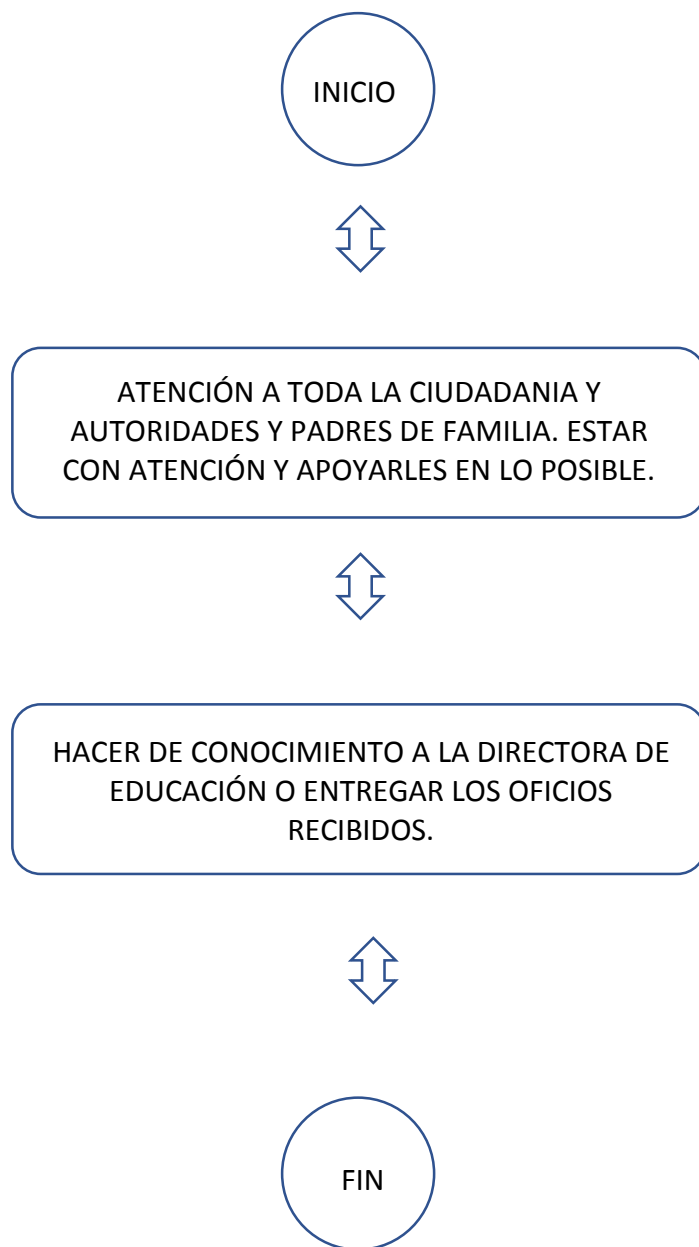 INICIO
ATENCIÓN A TODA LA CIUDADANIA Y
AUTORIDADES Y PADRES DE FAMILIA. ESTAR
CON ATENCIÓN Y APOYARLES EN LO POSIBLE.
HACER DE CONOCIMIENTO A LA DIRECTORA DE
EDUCACIÓN O ENTREGAR LOS OFICIOS
RECIBIDOS.
FIN